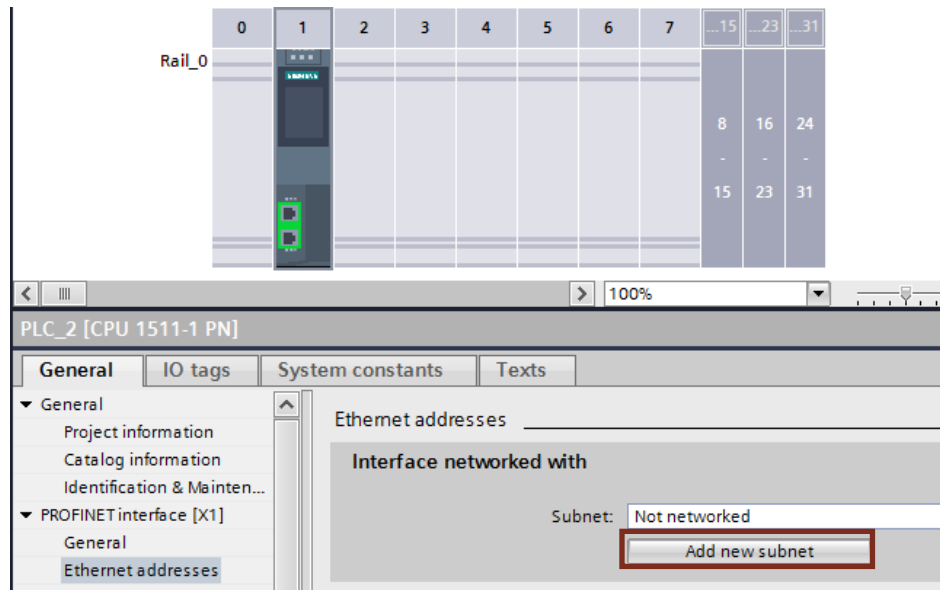 0 1 2 3 4 5 6 7 ...15 ...23 ...31
Rail_0
SIEMENS
8 16 24
- - -
15 23 31
100%
PLC_2 [CPU 1511-1 PN]
General IO tags System constants Texts
General
Project information
Catalog information
Identification & Mainten...
PROFINET interface [X1]
General
Ethernet addresses
Ethernet addresses
Interface networked with
Subnet: Not networked
Add new subnet